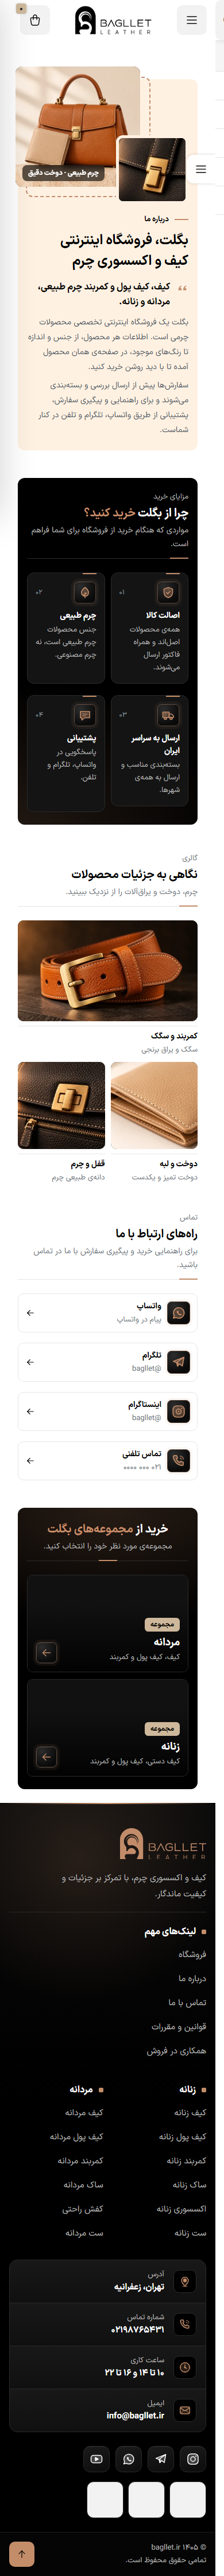 BAGLLET
LEATHER
۰
چرم طبیعی • دوخت دقیق
درباره ما
بگلت، فروشگاه اینترنتی
کیف و اکسسوری چرم
کیف، کیف پول و کمربند چرم طبیعی،
مردانه و زنانه.
بگلت یک فروشگاه اینترنتی تخصصی محصولات
چرمی است. اطلاعات هر محصول، از جنس و اندازه
تا رنگ‌های موجود، در صفحه‌ی همان محصول
آمده تا با دید روشن خرید کنید.
سفارش‌ها پیش از ارسال بررسی و بسته‌بندی
می‌شوند و برای راهنمایی و پیگیری سفارش،
پشتیبانی از طریق واتساپ، تلگرام و تلفن در کنار
شماست.
مزایای خرید
چرا از بگلت خرید کنید؟
مواردی که هنگام خرید از فروشگاه برای شما فراهم
است.
۰۱
اصالت کالا
همه‌ی محصولات
اصل‌اند و همراه
فاکتور ارسال
می‌شوند.
۰۲
چرم طبیعی
جنس محصولات
چرم طبیعی است، نه
چرم مصنوعی.
۰۳
ارسال به سراسر
ایران
بسته‌بندی مناسب و
ارسال به همه‌ی
شهرها.
۰۴
پشتیبانی
پاسخگویی در
واتساپ، تلگرام و
تلفن.
گالری
نگاهی به جزئیات محصولات
چرم، دوخت و یراق‌آلات را از نزدیک ببینید.
کمربند و سگک
سگک و یراق برنجی
دوخت و لبه
دوخت تمیز و یکدست
قفل و چرم
دانه‌ی طبیعی چرم
تماس
راه‌های ارتباط با ما
برای راهنمایی خرید و پیگیری سفارش با ما در تماس
باشید.
واتساپ
پیام در واتساپ
تلگرام
@bagllet
اینستاگرام
@bagllet
تماس تلفنی
۰۲۱ ۰۰۰۰ ۰۰۰۰
خرید از مجموعه‌های بگلت
مجموعه‌ی مورد نظر خود را انتخاب کنید.
مجموعه
مردانه
کیف، کیف پول و کمربند
مجموعه
زنانه
کیف دستی، کیف پول و کمربند
BAGLLET
LEATHER
کیف و اکسسوری چرم، با تمرکز بر جزئیات و
کیفیت ماندگار.
لینک‌های مهم
فروشگاه
درباره ما
تماس با ما
قوانین و مقررات
همکاری در فروش
زنانه
کیف زنانه
کیف پول زنانه
کمربند زنانه
ساک زنانه
اکسسوری زنانه
ست زنانه
مردانه
کیف مردانه
کیف پول مردانه
کمربند مردانه
ساک مردانه
کفش راحتی
ست مردانه
آدرس
تهران، زعفرانیه
شماره تماس
۰۲۱۹۸۷۶۵۴۳۱
ساعت کاری
۱۰ تا ۱۴ و ۱۶ تا ۲۲
ایمیل
info@bagllet.ir
© ۱۴۰۵ bagllet.ir
تمامی حقوق محفوظ است.